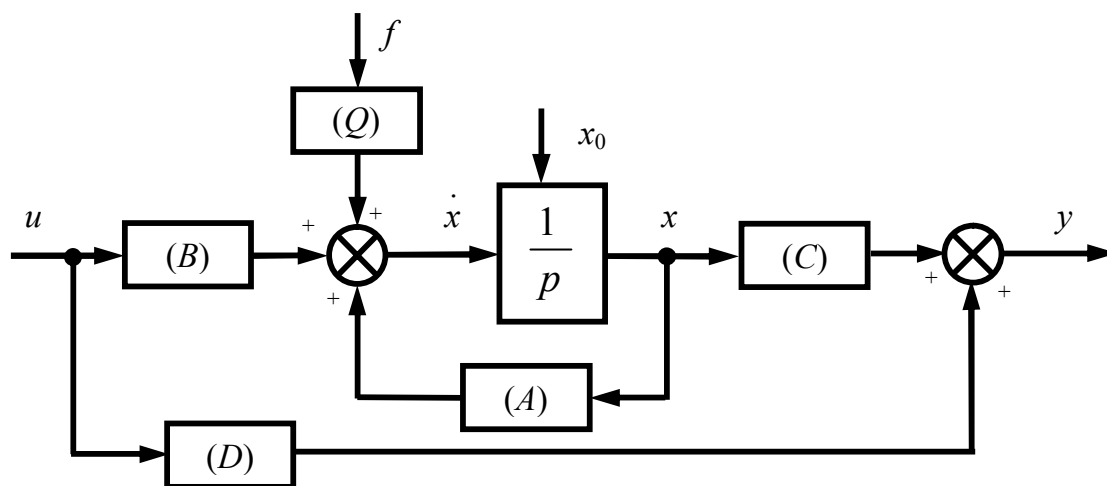 f
(Q)
x₀
u
+
+
ẋ
1
p
x
y
(B)
(C)
+
+
+
(A)
(D)